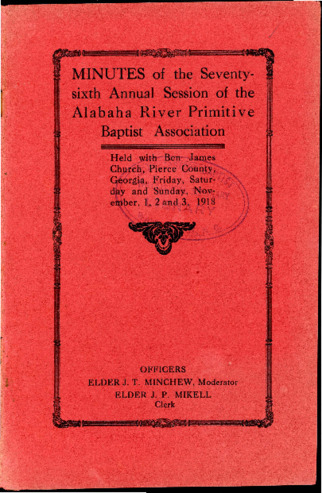 MINUTES of the Seventy-
sixth Annual Session of the
Alabaha River Primitive
Baptist Association
Held with Ben James
Church, Pierce County,
Georgia, Friday, Satur-
day and Sunday, Nov-
ember, 1, 2 and 3, 1918
OFFICERS
ELDER J. T. MINCHEW, Moderator
ELDER J. P. MIKELL
Clerk